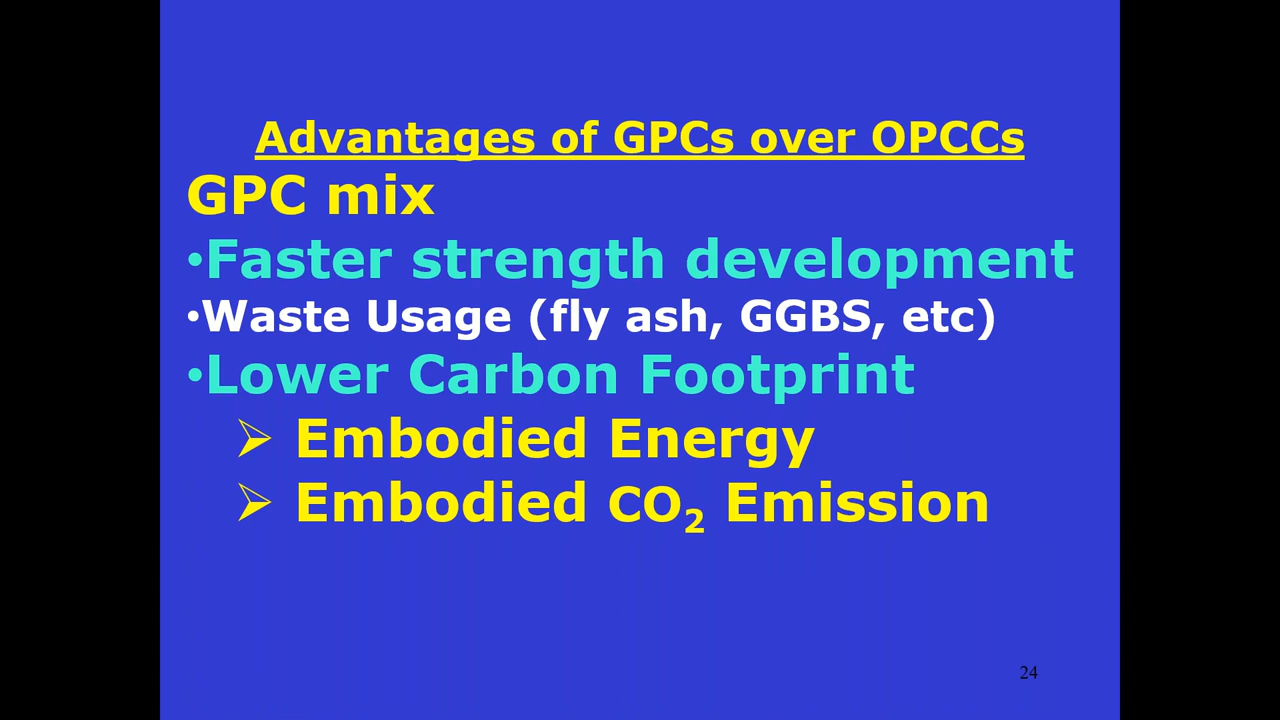 Advantages of GPCs over OPCCs
GPC mix
•Faster strength development
•Waste Usage (fly ash, GGBS, etc)
•Lower Carbon Footprint
➢ Embodied Energy
➢ Embodied CO₂ Emission
24